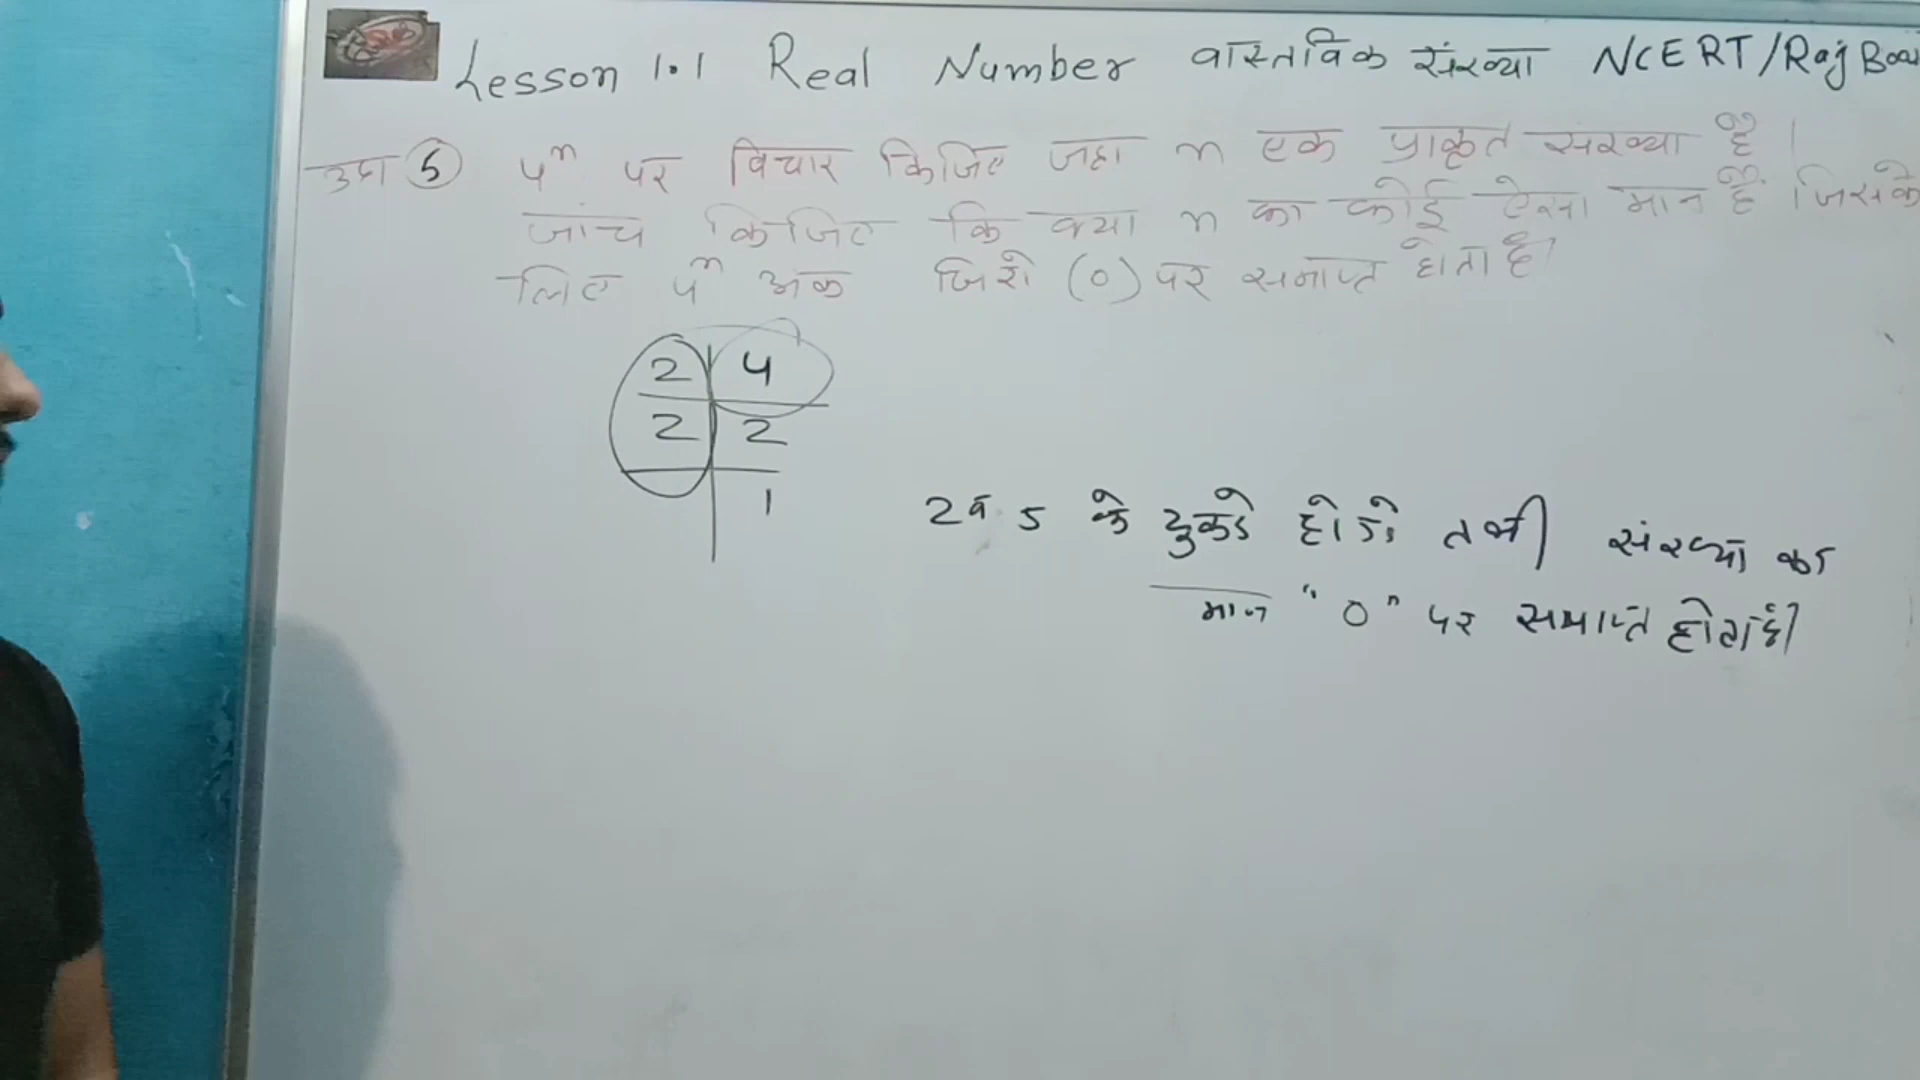 Lesson 1.1 Real Number वास्तविक संख्या NCERT/Raj Boa
उदा 5 4ⁿ पर विचार किजिए जहा n एक प्राकृत संख्या है।
जांच किजिए कि क्या n का कोई ऐसा मान है जिसके
लिए 4ⁿ अंक जिरो (0) पर समाप्त होता है।
2 4
2 2
1
2 व 5 के टुकडे होगे तभी संख्या का
मान "0" पर समाप्त होता है।